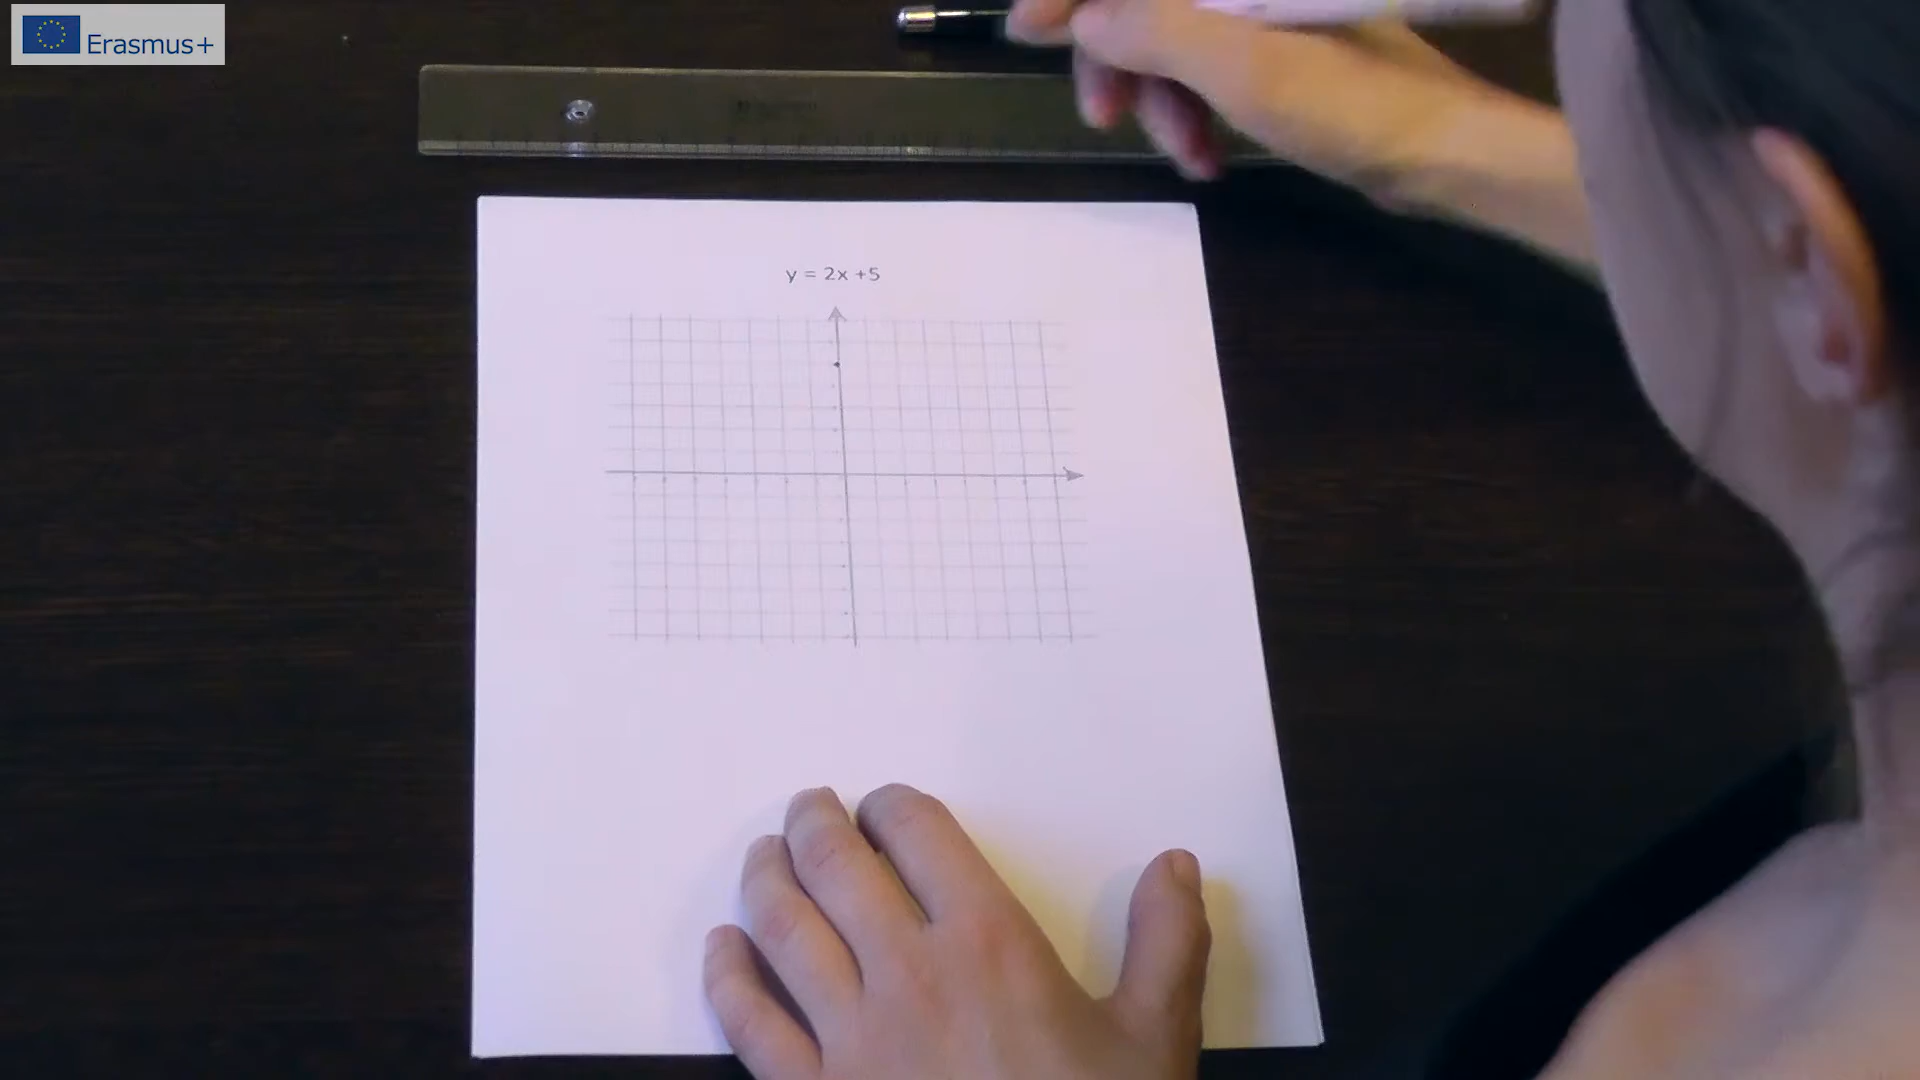 Erasmus+
y = 2x +5